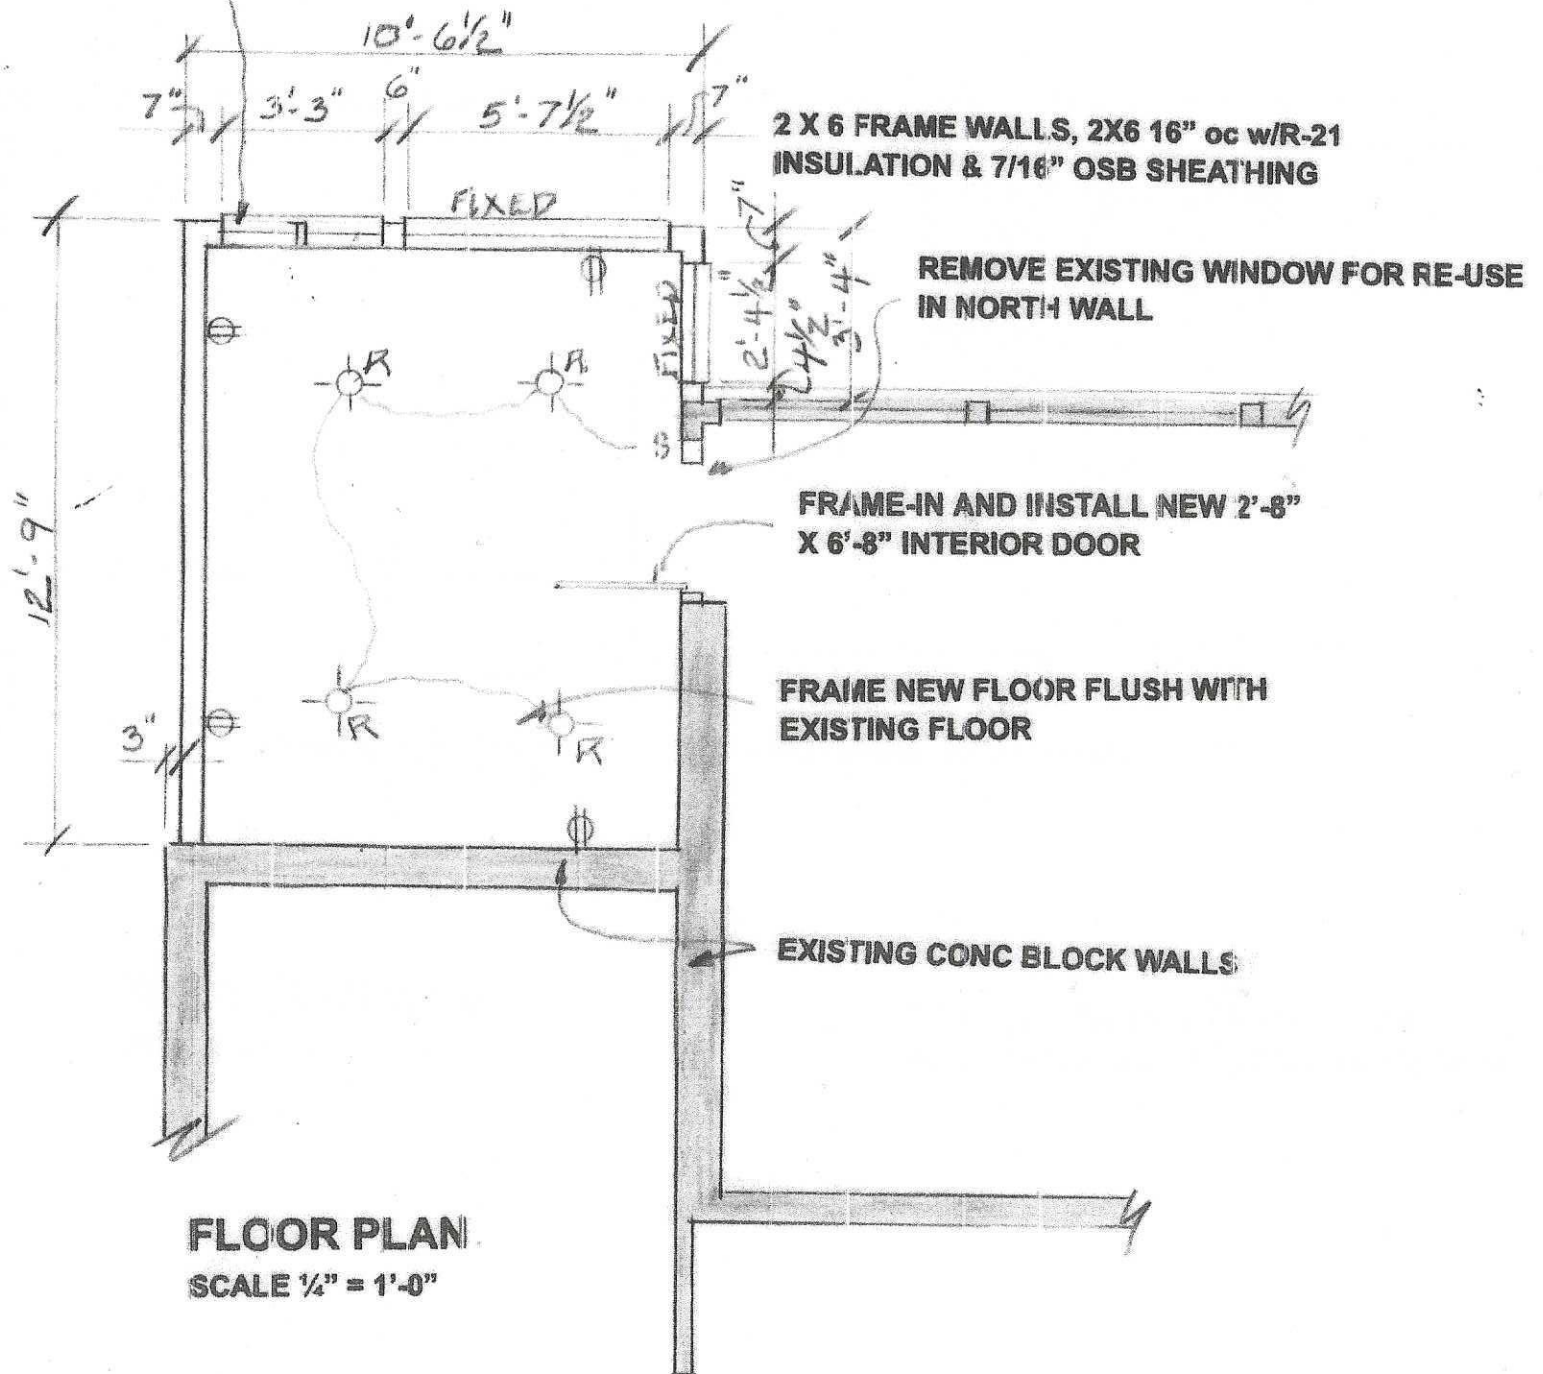 10'-6½"
7" 3'-3" 6" 5'-7½" 7"
2 X 6 FRAME WALLS, 2X6 16" oc w/R-21
INSULATION & 7/16" OSB SHEATHING
FIXED
7"
REMOVE EXISTING WINDOW FOR RE-USE
IN NORTH WALL
FIXED
2'-4½"
4½"
3'-4"
R R
S
12'-9"
FRAME-IN AND INSTALL NEW 2'-8"
X 6'-8" INTERIOR DOOR
FRAME NEW FLOOR FLUSH WITH
EXISTING FLOOR
R R
3"
EXISTING CONC BLOCK WALLS
FLOOR PLAN
SCALE ¼" = 1'-0"